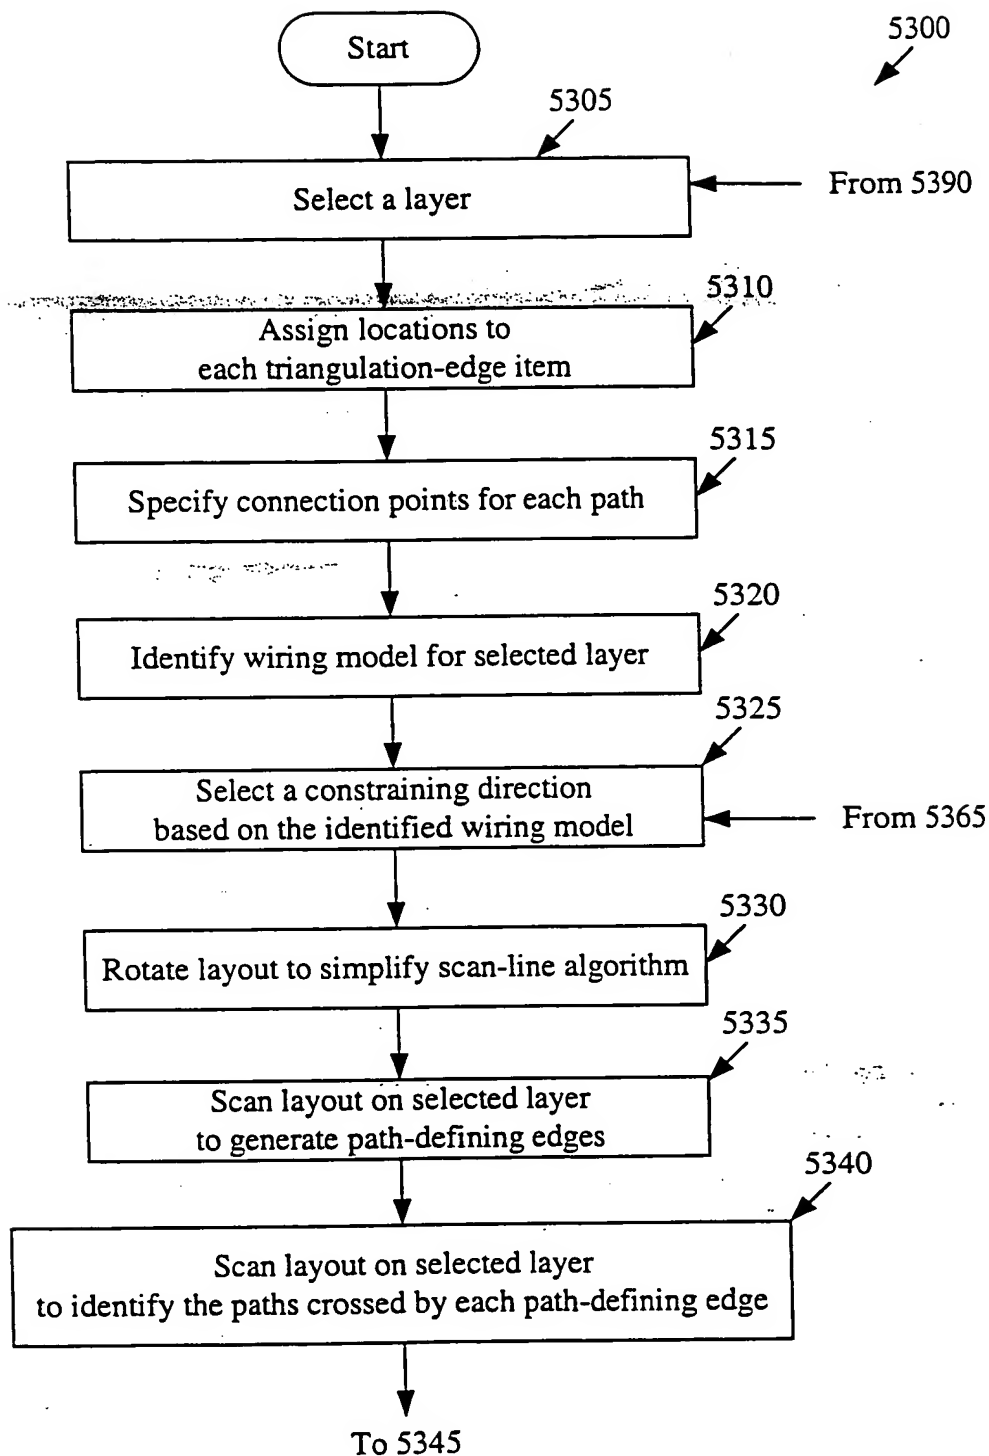 5300
Start
5305
Select a layer
From 5390
5310
Assign locations to
each triangulation-edge item
5315
Specify connection points for each path
5320
Identify wiring model for selected layer
5325
Select a constraining direction
based on the identified wiring model
From 5365
5330
Rotate layout to simplify scan-line algorithm
5335
Scan layout on selected layer
to generate path-defining edges
5340
Scan layout on selected layer
to identify the paths crossed by each path-defining edge
To 5345